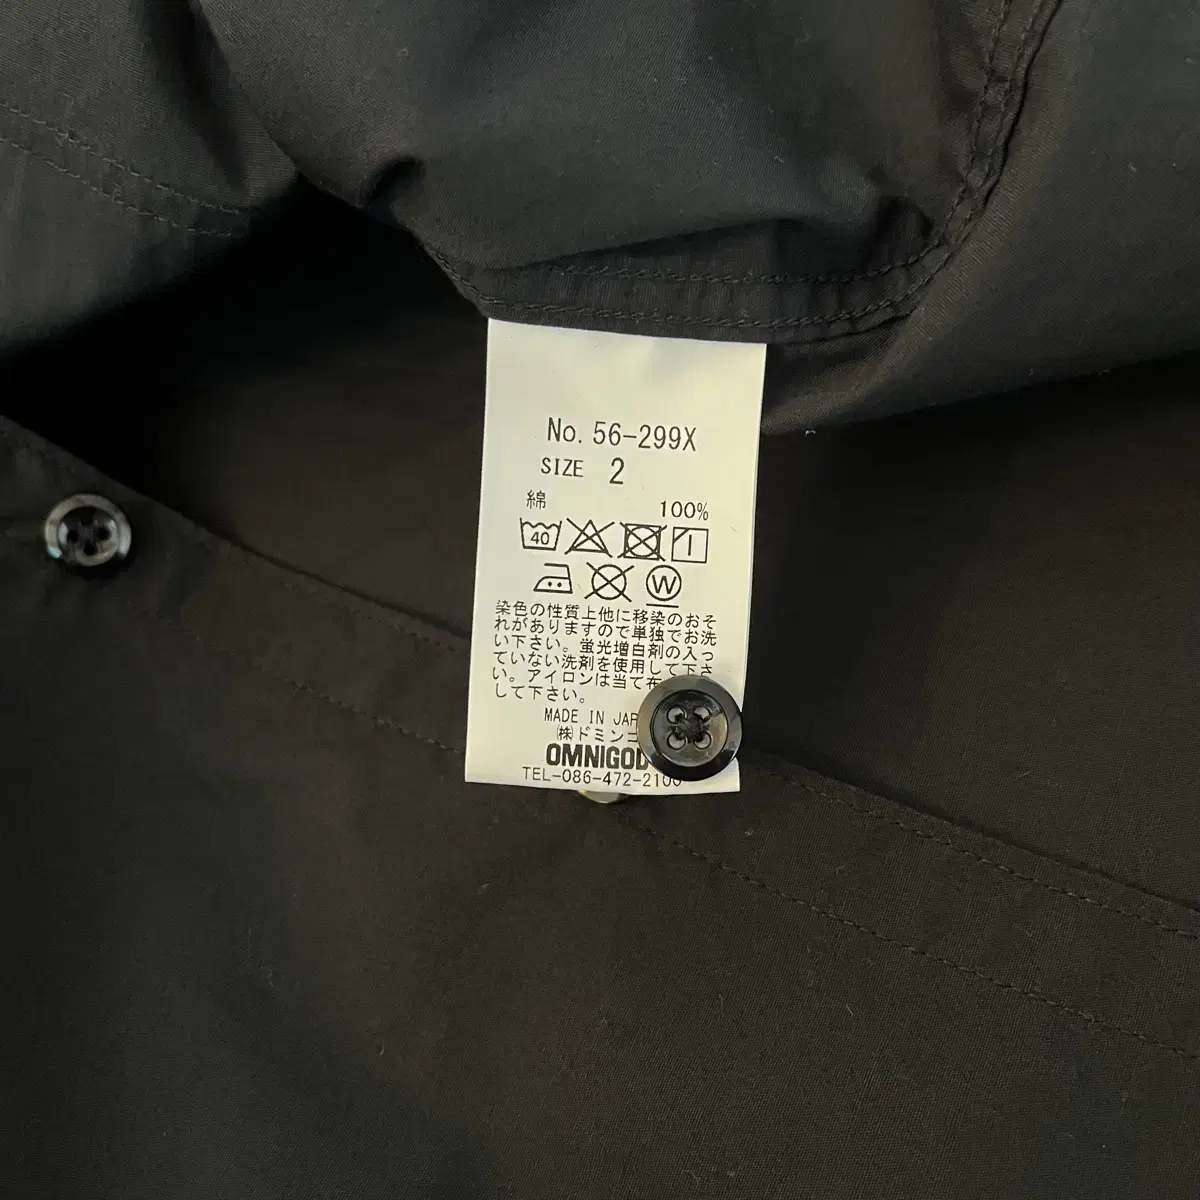 No. 56-299X
SIZE 2
綿 100%
40
W
染色の性質上他に移染のおそ
れがありますので単独でお洗
い下さい。蛍光増白剤の入っ
ていない洗剤を使用して下さ
い。アイロンは当て布
して下さい。
MADE IN JAP
㈱ドミンゴ
OMNIGOD
TEL-086-472-2100